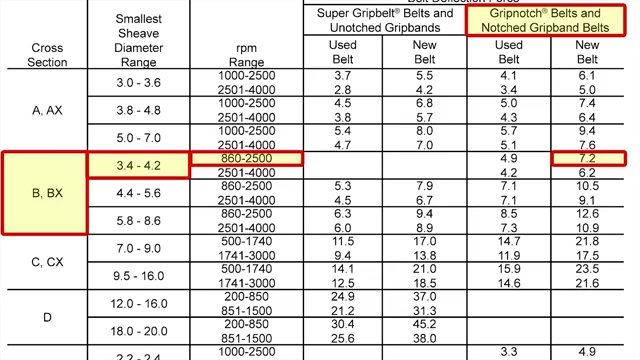 Belt Deflection Force
Super Gripbelt® Belts and Unotched Gripbands
Gripnotch® Belts and Notched Gripband Belts
Cross Section
Smallest Sheave Diameter Range
rpm Range
Used Belt
New Belt
Used Belt
New Belt
A, AX
3.0 - 3.6
1000-2500 3.7 5.5 4.1 6.1
2501-4000 2.8 4.2 3.4 5.0
3.8 - 4.8
1000-2500 4.5 6.8 5.0 7.4
2501-4000 3.8 5.7 4.3 6.4
5.0 - 7.0
1000-2500 5.4 8.0 5.7 9.4
2501-4000 4.7 7.0 5.1 7.6
B, BX
3.4 - 4.2
860-2500 4.9 7.2
2501-4000 4.2 6.2
4.4 - 5.6
860-2500 5.3 7.9 7.1 10.5
2501-4000 4.5 6.7 7.1 9.1
5.8 - 8.6
860-2500 6.3 9.4 8.5 12.6
2501-4000 6.0 8.9 7.3 10.9
C, CX
7.0 - 9.0
500-1740 11.5 17.0 14.7 21.8
1741-3000 9.4 13.8 11.9 17.5
9.5 - 16.0
500-1740 14.1 21.0 15.9 23.5
1741-3000 12.5 18.5 14.6 21.6
D
12.0 - 16.0
200-850 24.9 37.0
851-1500 21.2 31.3
18.0 - 20.0
200-850 30.4 45.2
851-1500 25.6 38.0
2.2 - 2.4
1000-2500 3.3 4.9